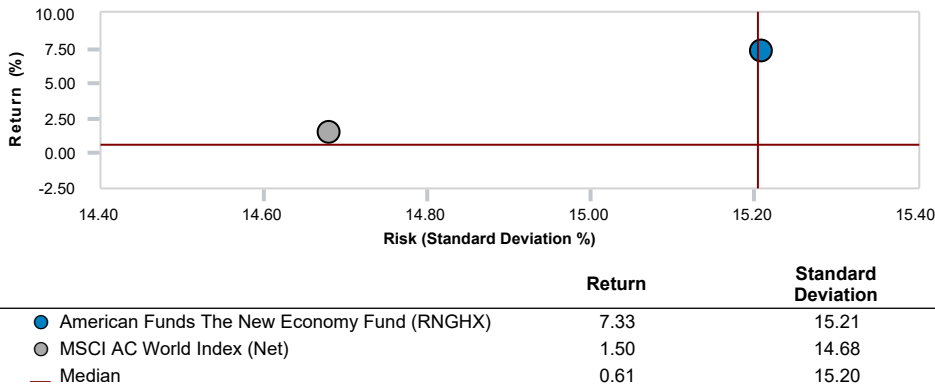 10.00
7.50
5.00
2.50
0.00
-2.50
Return (%)
14.40 14.60 14.80 15.00 15.20 15.40
Risk (Standard Deviation %)
Return Standard Deviation
American Funds The New Economy Fund (RNGHX) 7.33 15.21
MSCI AC World Index (Net) 1.50 14.68
Median 0.61 15.20